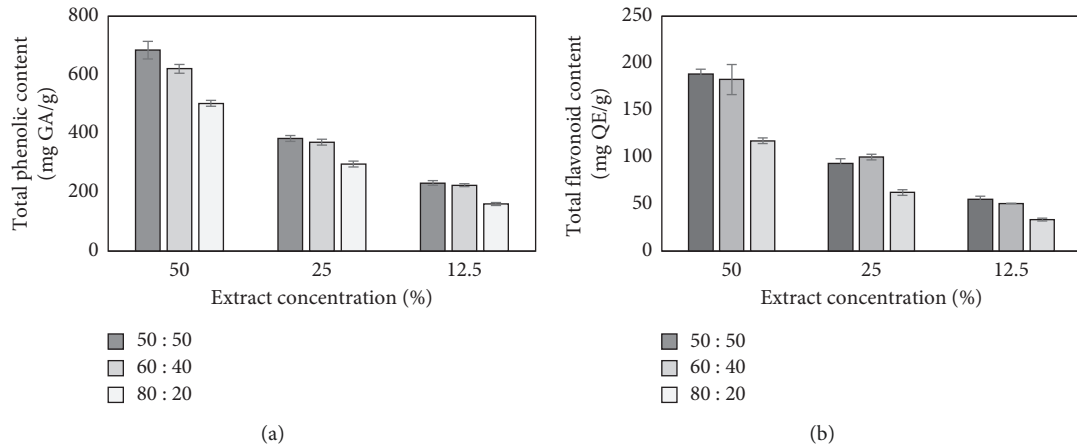 Total phenolic content
(mg GA/g)
800
600
400
200
0
50
25
12.5
Extract concentration (%)
50 : 50
60 : 40
80 : 20
(a)
Total flavonoid content
(mg QE/g)
250
200
150
100
50
0
50
25
12.5
Extract concentration (%)
50 : 50
60 : 40
80 : 20
(b)